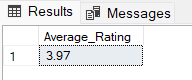 Results Messages
Average_Rating
1 3.97